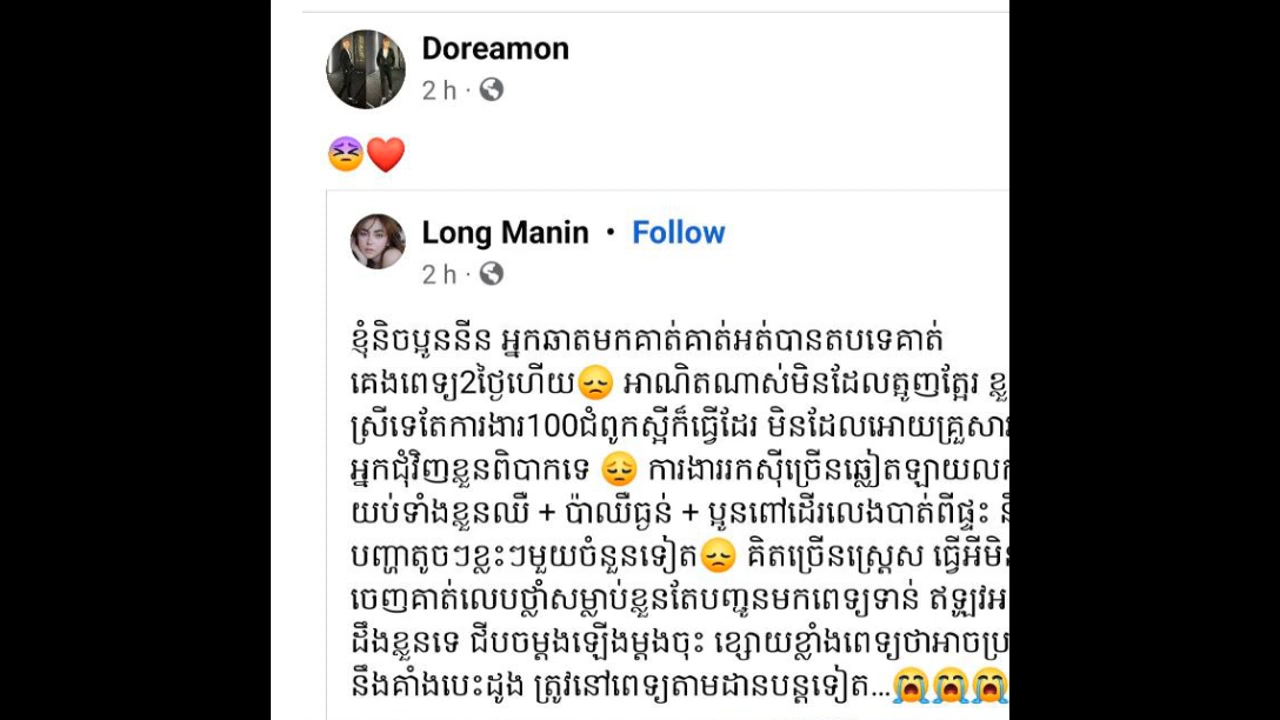 Doreamon
2 h ·
😣❤️
Long Manin • Follow
2 h ·
ខ្ញុំនិចប្អូននីន អ្នកឆាតមកគាត់គាត់អត់បានតបទេគាត់
គេងពេទ្យ2ថ្ងៃហើយ😞 អាណិតណាស់មិនដែលត្អូញត្អែរ ខ្លួ
ស្រីទេតែការងារ100ជំពូកស្អីក៏ធ្វើដែរ មិនដែលអោយគ្រួសារ
អ្នកជុំវិញខ្លួនពិបាកទេ 😔 ការងាររកស៊ីច្រើនឆ្លៀតឡាយលក
យប់ទាំងខ្លួនឈឺ + ប៉ាឈឺធ្ងន់ + ប្អូនពៅដើរលេងបាត់ពីផ្ទះ នឹ
បញ្ហាតូចៗខ្លះៗមួយចំនួនទៀត😞 គិតច្រើនស្ត្រេស ធ្វើអីមិន
ចេញគាត់លេបថ្នាំសម្លាប់ខ្លួនតែបញ្ជូនមកពេទ្យទាន់ ឥឡូវអ
ដឹងខ្លួនទេ ជីបចម្តងឡើងម្តងចុះ ខ្សោយខ្លាំងពេទ្យថាអាចប្រ
នឹងគាំងបេះដូង ត្រូវនៅពេទ្យតាមដានបន្តទៀត...😭😭😭